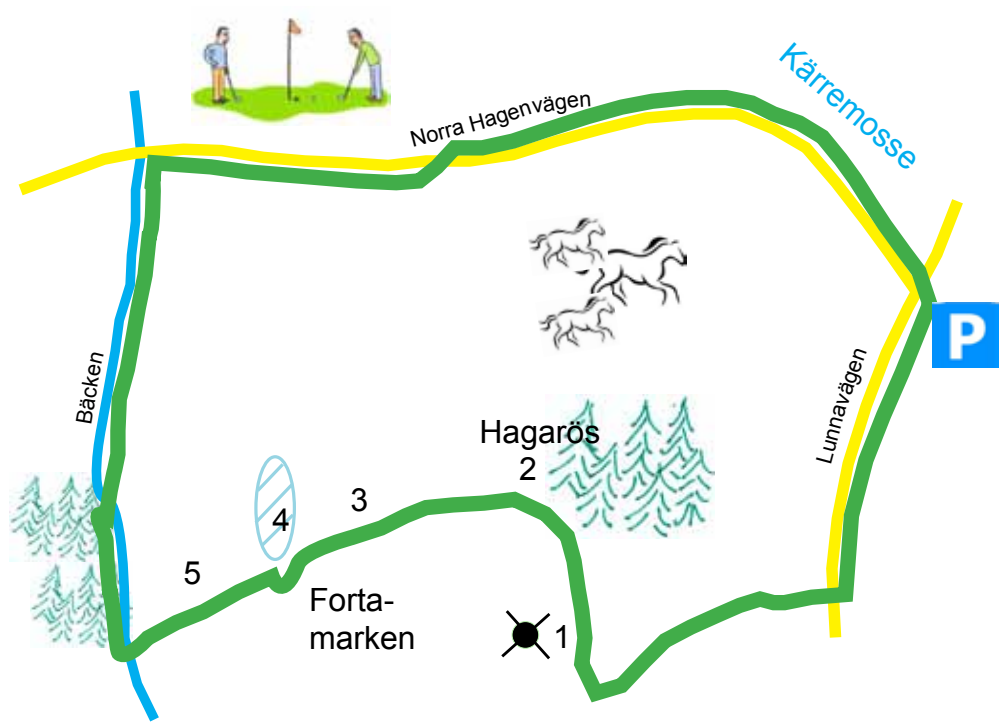 Kärremosse
Norra Hagenvägen
P
Bäcken
Lunnavägen
Hagarös
2
3
4
5
Forta-
marken
1